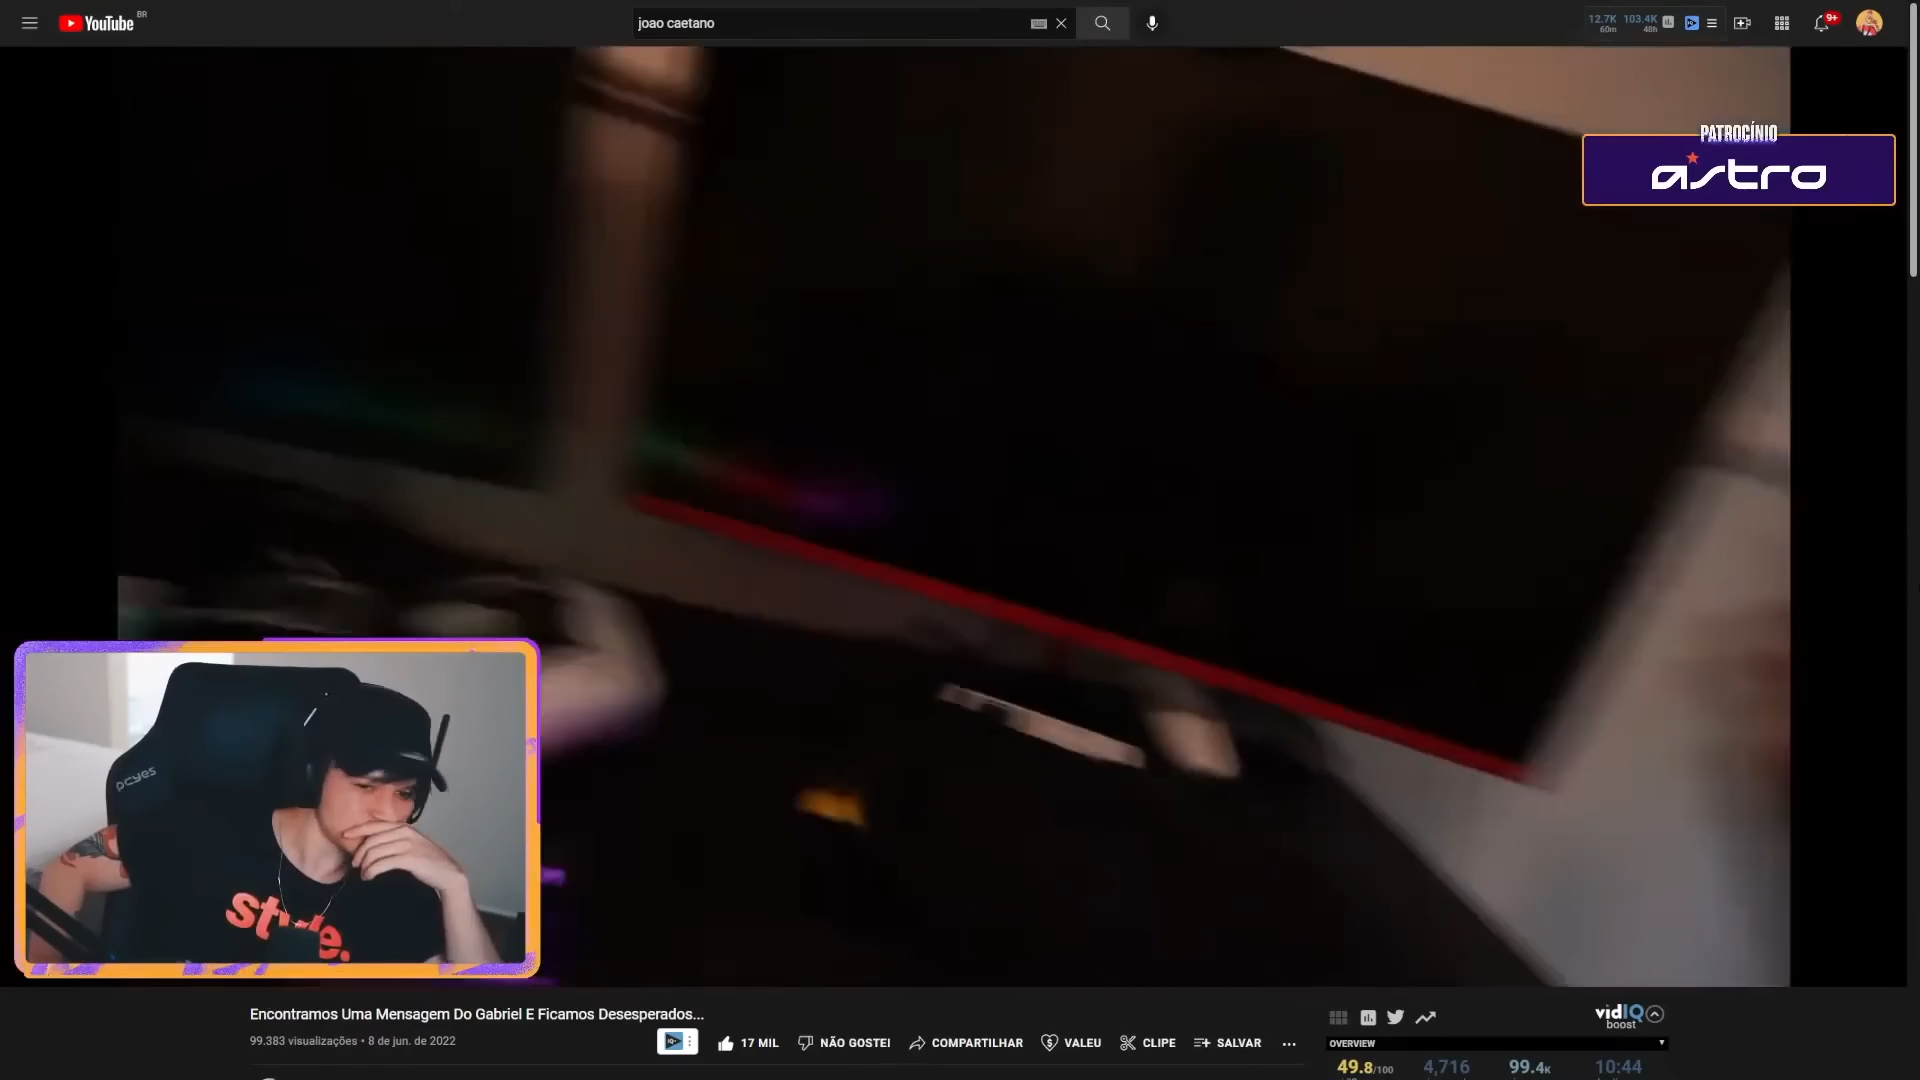 YouTube BR
joao caetano
12.7K 60m
103.4K 48h
9+
PATROCÍNIO
astro
pcyes
style.
Encontramos Uma Mensagem Do Gabriel E Ficamos Desesperados...
99.383 visualizações • 8 de jun. de 2022
17 MIL
NÃO GOSTEI
COMPARTILHAR
VALEU
CLIPE
SALVAR
vidIQ
boost
OVERVIEW
49.8/100
4,716
99.4K
10:44